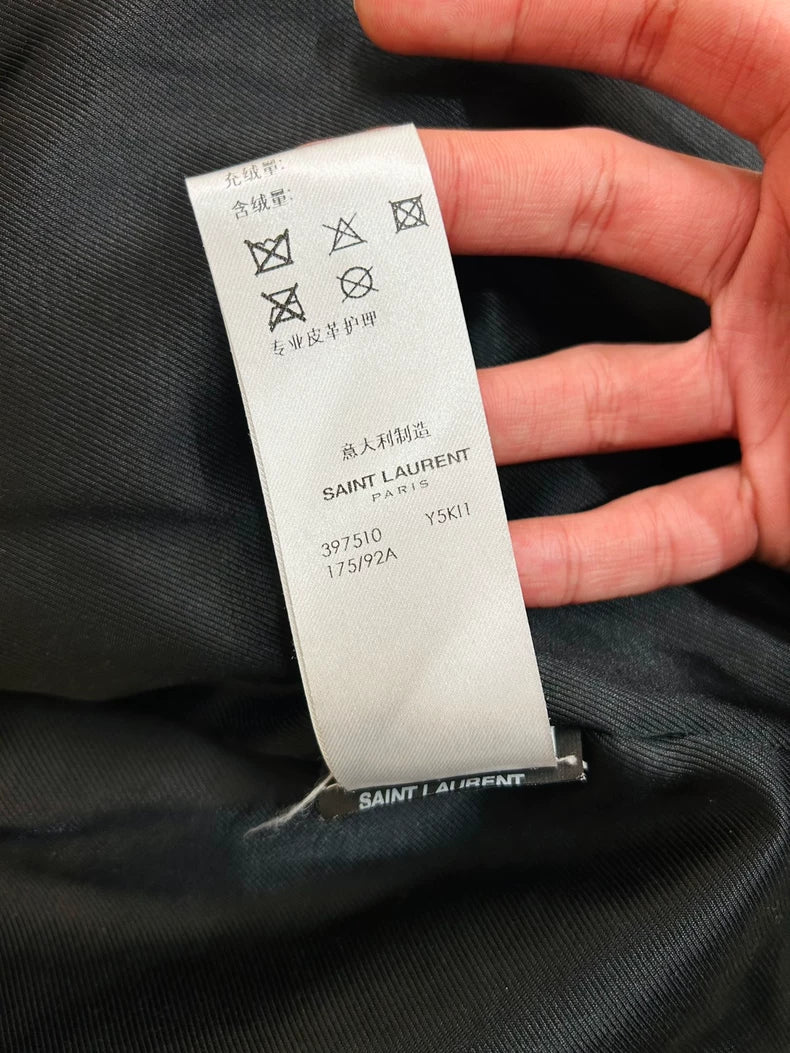 充绒量:
含绒量:
专业皮革护理
意大利制造
SAINT LAURENT
PARIS
397510 Y5KI1
175/92A
SAINT LAURENT